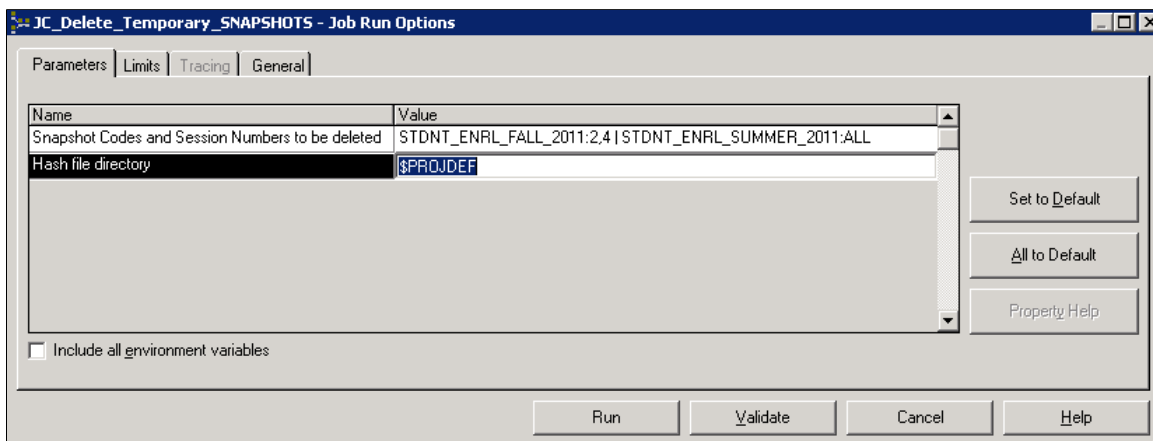 JC_Delete_Temporary_SNAPSHOTS - Job Run Options
Parameters Limits Tracing General
Name Value
Snapshot Codes and Session Numbers to be deleted STDNT_ENRL_FALL_2011:2,4 | STDNT_ENRL_SUMMER_2011:ALL
Hash file directory $PROJDEF
Set to Default
All to Default
Property Help
Include all environment variables
Run Validate Cancel Help